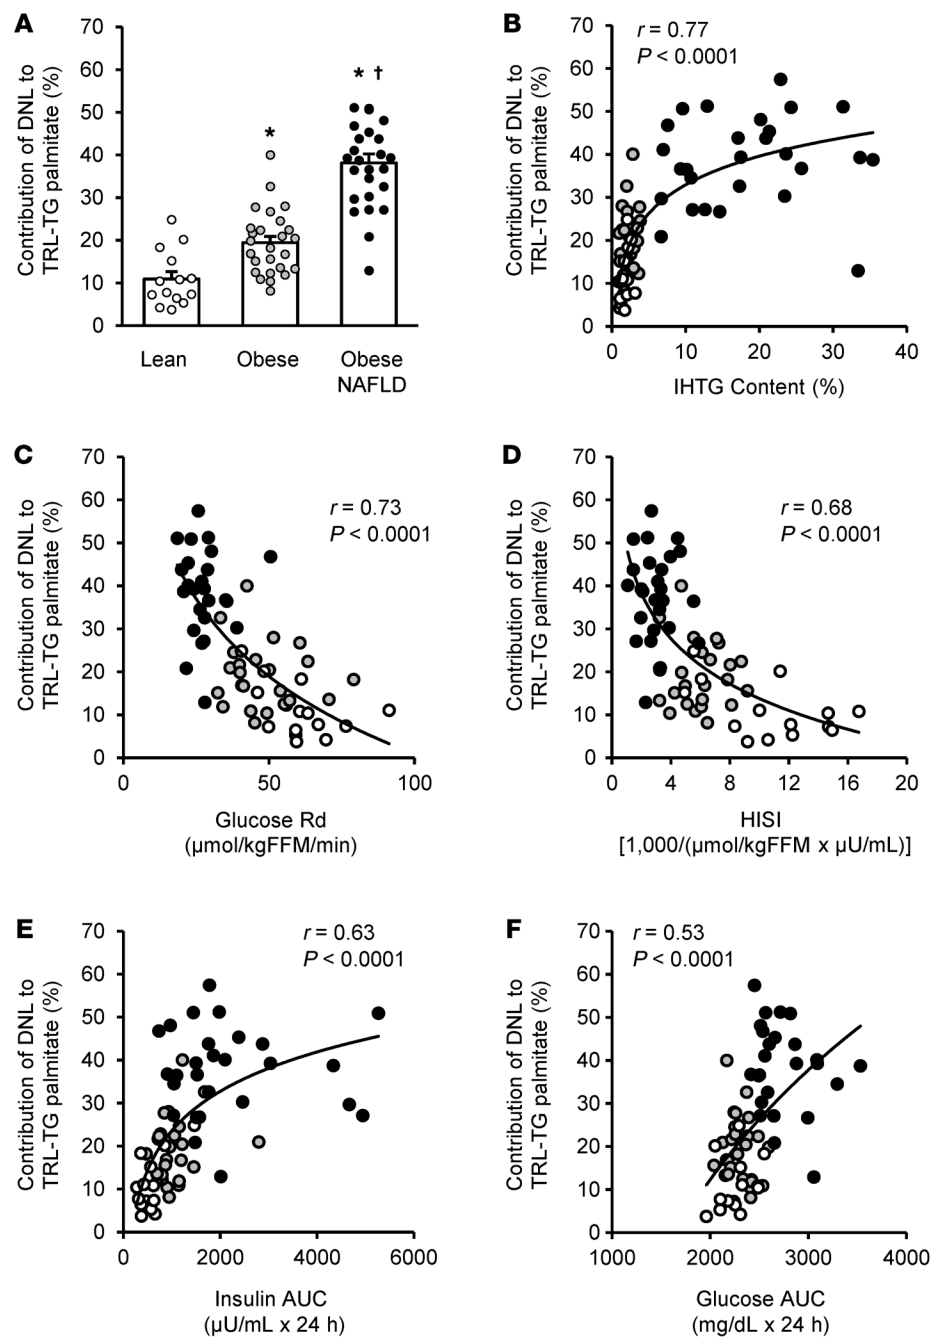 A
Contribution of DNL to
TRL-TG palmitate (%)
70
60
50
40
30
20
10
0
*
* †
Lean
Obese
Obese
NAFLD
B
Contribution of DNL to
TRL-TG palmitate (%)
r = 0.77
P < 0.0001
70
60
50
40
30
20
10
0
0 10 20 30 40
IHTG Content (%)
C
Contribution of DNL to
TRL-TG palmitate (%)
r = 0.73
P < 0.0001
70
60
50
40
30
20
10
0
0 50 100
Glucose Rd
(µmol/kgFFM/min)
D
Contribution of DNL to
TRL-TG palmitate (%)
r = 0.68
P < 0.0001
70
60
50
40
30
20
10
0
0 4 8 12 16 20
HISI
[1,000/(µmol/kgFFM x µU/mL)]
E
Contribution of DNL to
TRL-TG palmitate (%)
r = 0.63
P < 0.0001
70
60
50
40
30
20
10
0
0 2000 4000 6000
Insulin AUC
(µU/mL x 24 h)
F
Contribution of DNL to
TRL-TG palmitate (%)
r = 0.53
P < 0.0001
70
60
50
40
30
20
10
0
1000 2000 3000 4000
Glucose AUC
(mg/dL x 24 h)